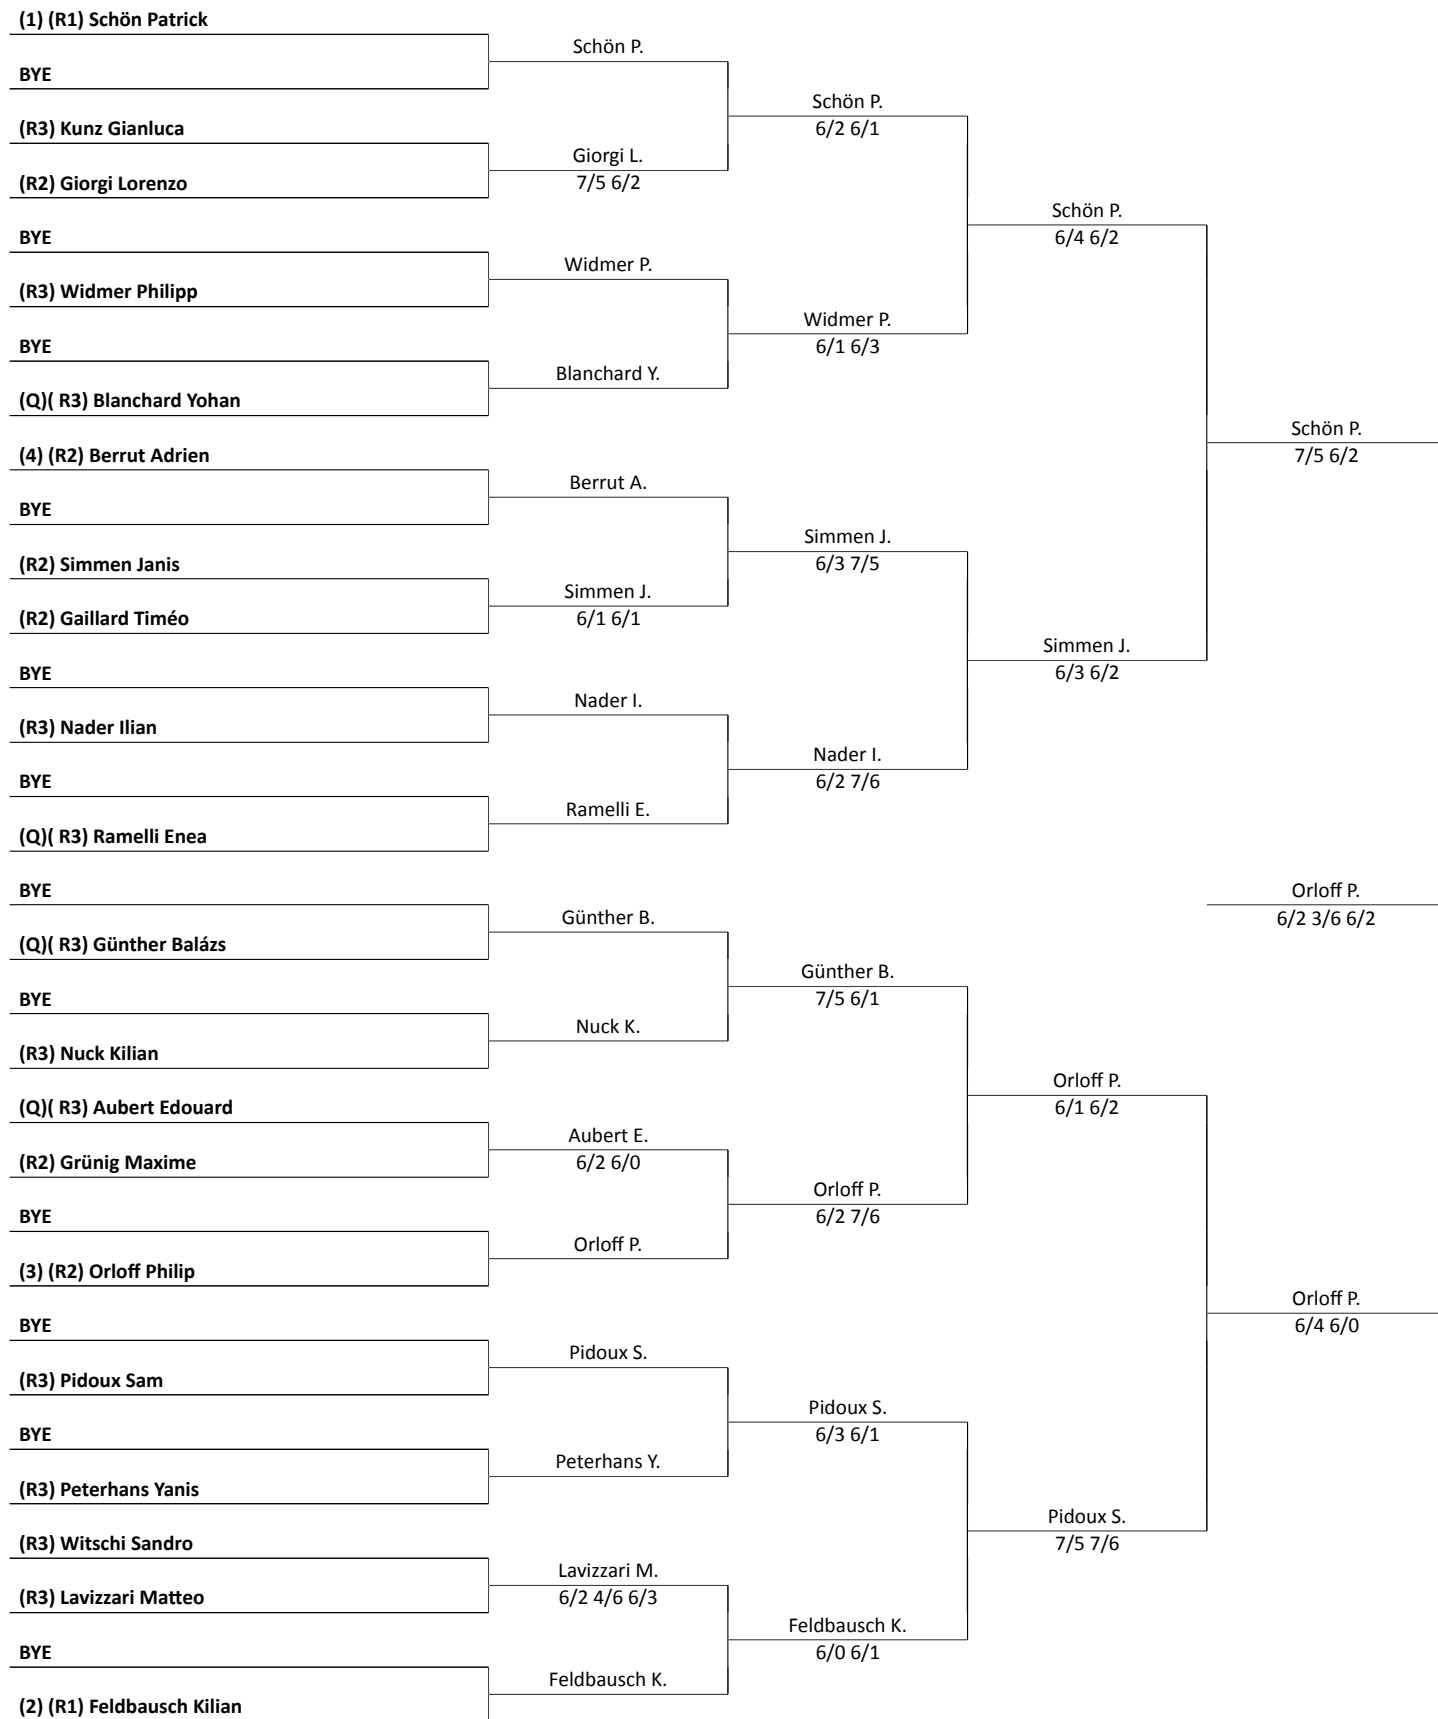 (1) (R1) Schön Patrick
BYE
(R3) Kunz Gianluca
(R2) Giorgi Lorenzo
BYE
(R3) Widmer Philipp
BYE
(Q)( R3) Blanchard Yohan
(4) (R2) Berrut Adrien
BYE
(R2) Simmen Janis
(R2) Gaillard Timéo
BYE
(R3) Nader Ilian
BYE
(Q)( R3) Ramelli Enea
BYE
(Q)( R3) Günther Balázs
BYE
(R3) Nuck Kilian
(Q)( R3) Aubert Edouard
(R2) Grünig Maxime
BYE
(3) (R2) Orloff Philip
BYE
(R3) Pidoux Sam
BYE
(R3) Peterhans Yanis
(R3) Witschi Sandro
(R3) Lavizzari Matteo
BYE
(2) (R1) Feldbausch Kilian
Schön P.
Giorgi L.
7/5 6/2
Widmer P.
Blanchard Y.
Berrut A.
Simmen J.
6/1 6/1
Nader I.
Ramelli E.
Günther B.
Nuck K.
Aubert E.
6/2 6/0
Orloff P.
Pidoux S.
Peterhans Y.
Lavizzari M.
6/2 4/6 6/3
Feldbausch K.
Schön P.
6/2 6/1
Widmer P.
6/1 6/3
Simmen J.
6/3 7/5
Nader I.
6/2 7/6
Günther B.
7/5 6/1
Orloff P.
6/2 7/6
Pidoux S.
6/3 6/1
Feldbausch K.
6/0 6/1
Schön P.
6/4 6/2
Simmen J.
6/3 6/2
Orloff P.
6/1 6/2
Pidoux S.
7/5 7/6
Schön P.
7/5 6/2
Orloff P.
6/2 3/6 6/2
Orloff P.
6/4 6/0